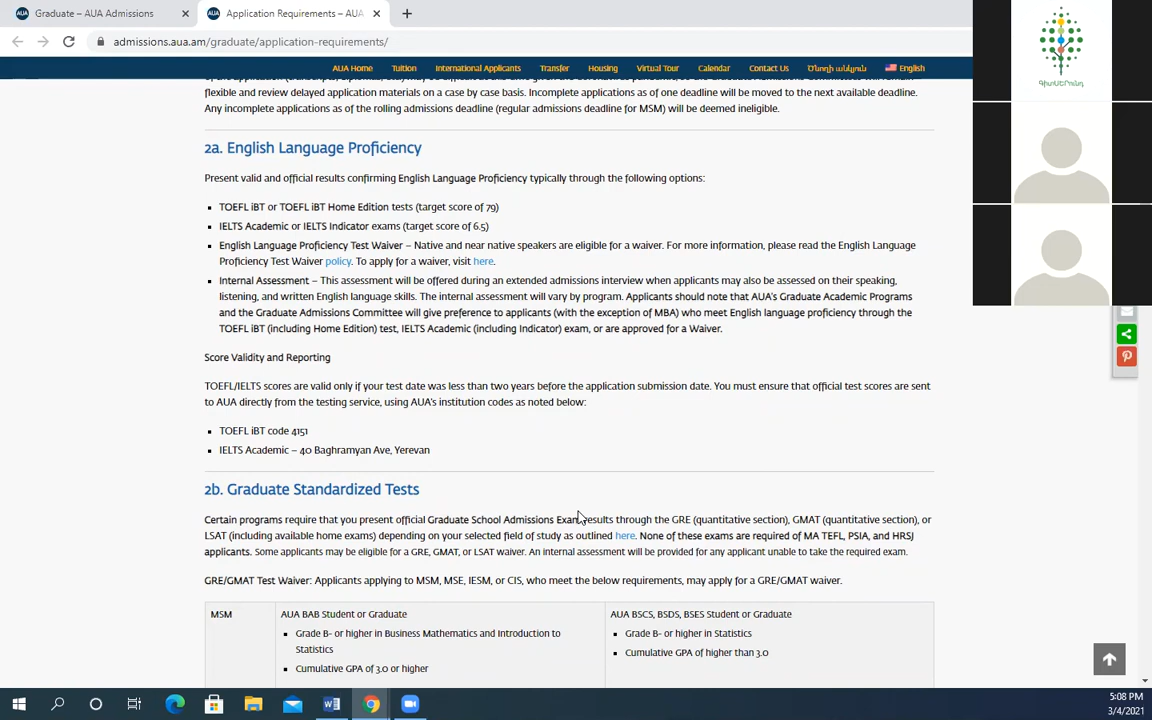 Graduate – AUA Admissions
Application Requirements – AUA
admissions.aua.am/graduate/application-requirements/
AUA Home Tuition International Applicants Transfer Housing Virtual Tour Calendar Contact Us Ծնողի անկյուն English
flexible and review delayed application materials on a case by case basis. Incomplete applications as of one deadline will be moved to the next available deadline.
Any incomplete applications as of the rolling admissions deadline (regular admissions deadline for MSM) will be deemed ineligible.
2a. English Language Proficiency
Present valid and official results confirming English Language Proficiency typically through the following options:
TOEFL iBT or TOEFL iBT Home Edition tests (target score of 79)
IELTS Academic or IELTS Indicator exams (target score of 6.5)
English Language Proficiency Test Waiver – Native and near native speakers are eligible for a waiver. For more information, please read the English Language
Proficiency Test Waiver policy. To apply for a waiver, visit here.
Internal Assessment – This assessment will be offered during an extended admissions interview when applicants may also be assessed on their speaking,
listening, and written English language skills. The internal assessment will vary by program. Applicants should note that AUA's Graduate Academic Programs
and the Graduate Admissions Committee will give preference to applicants (with the exception of MBA) who meet English language proficiency through the
TOEFL iBT (including Home Edition) test, IELTS Academic (including Indicator) exam, or are approved for a Waiver.
Score Validity and Reporting
TOEFL/IELTS scores are valid only if your test date was less than two years before the application submission date. You must ensure that official test scores are sent
to AUA directly from the testing service, using AUA's institution codes as noted below:
TOEFL iBT code 4151
IELTS Academic – 40 Baghramyan Ave, Yerevan
2b. Graduate Standardized Tests
Certain programs require that you present official Graduate School Admissions Exam results through the GRE (quantitative section), GMAT (quantitative section), or
LSAT (including available home exams) depending on your selected field of study as outlined here. None of these exams are required of MA TEFL, PSIA, and HRSJ
applicants. Some applicants may be eligible for a GRE, GMAT, or LSAT waiver. An internal assessment will be provided for any applicant unable to take the required exam.
GRE/GMAT Test Waiver: Applicants applying to MSM, MSE, IESM, or CIS, who meet the below requirements, may apply for a GRE/GMAT waiver.
MSM
AUA BAB Student or Graduate
Grade B- or higher in Business Mathematics and Introduction to
Statistics
Cumulative GPA of 3.0 or higher
AUA BSCS, BSDS, BSES Student or Graduate
Grade B- or higher in Statistics
Cumulative GPA of higher than 3.0
ԳիտՍԵՐունդ
5:08 PM
3/4/2021